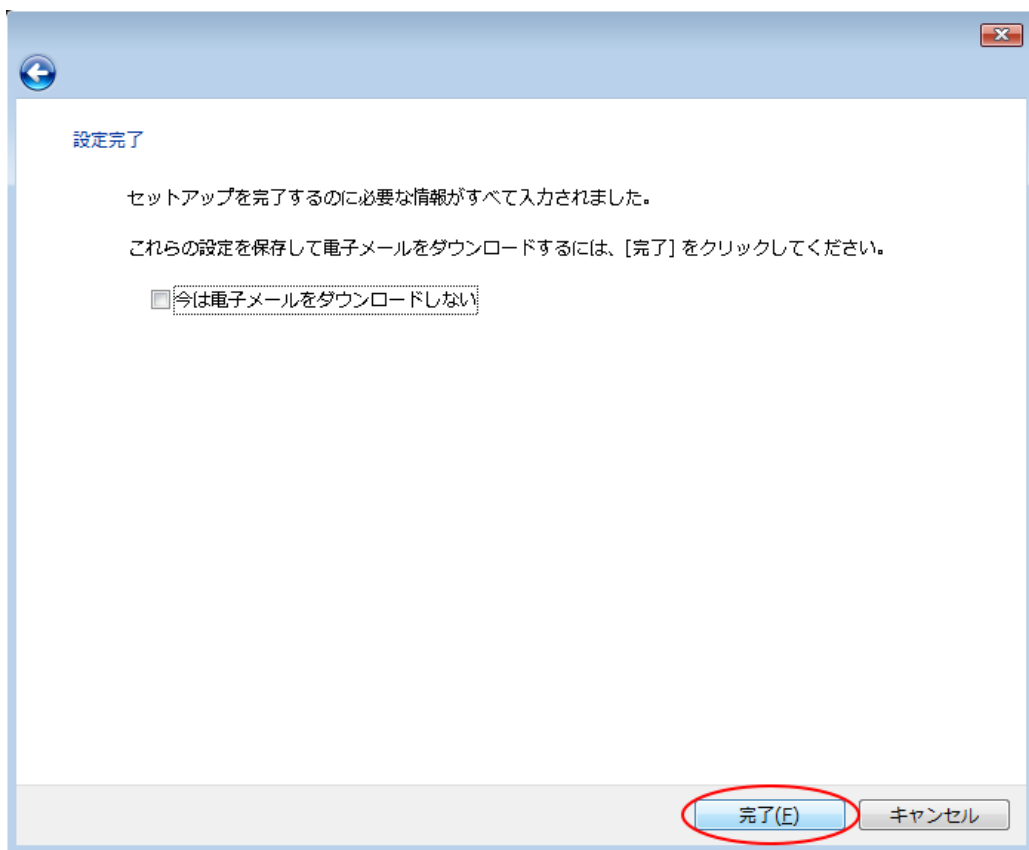 設定完了
セットアップを完了するのに必要な情報がすべて入力されました。
これらの設定を保存して電子メールをダウンロードするには、[完了] をクリックしてください。
今は電子メールをダウンロードしない
完了(F) キャンセル